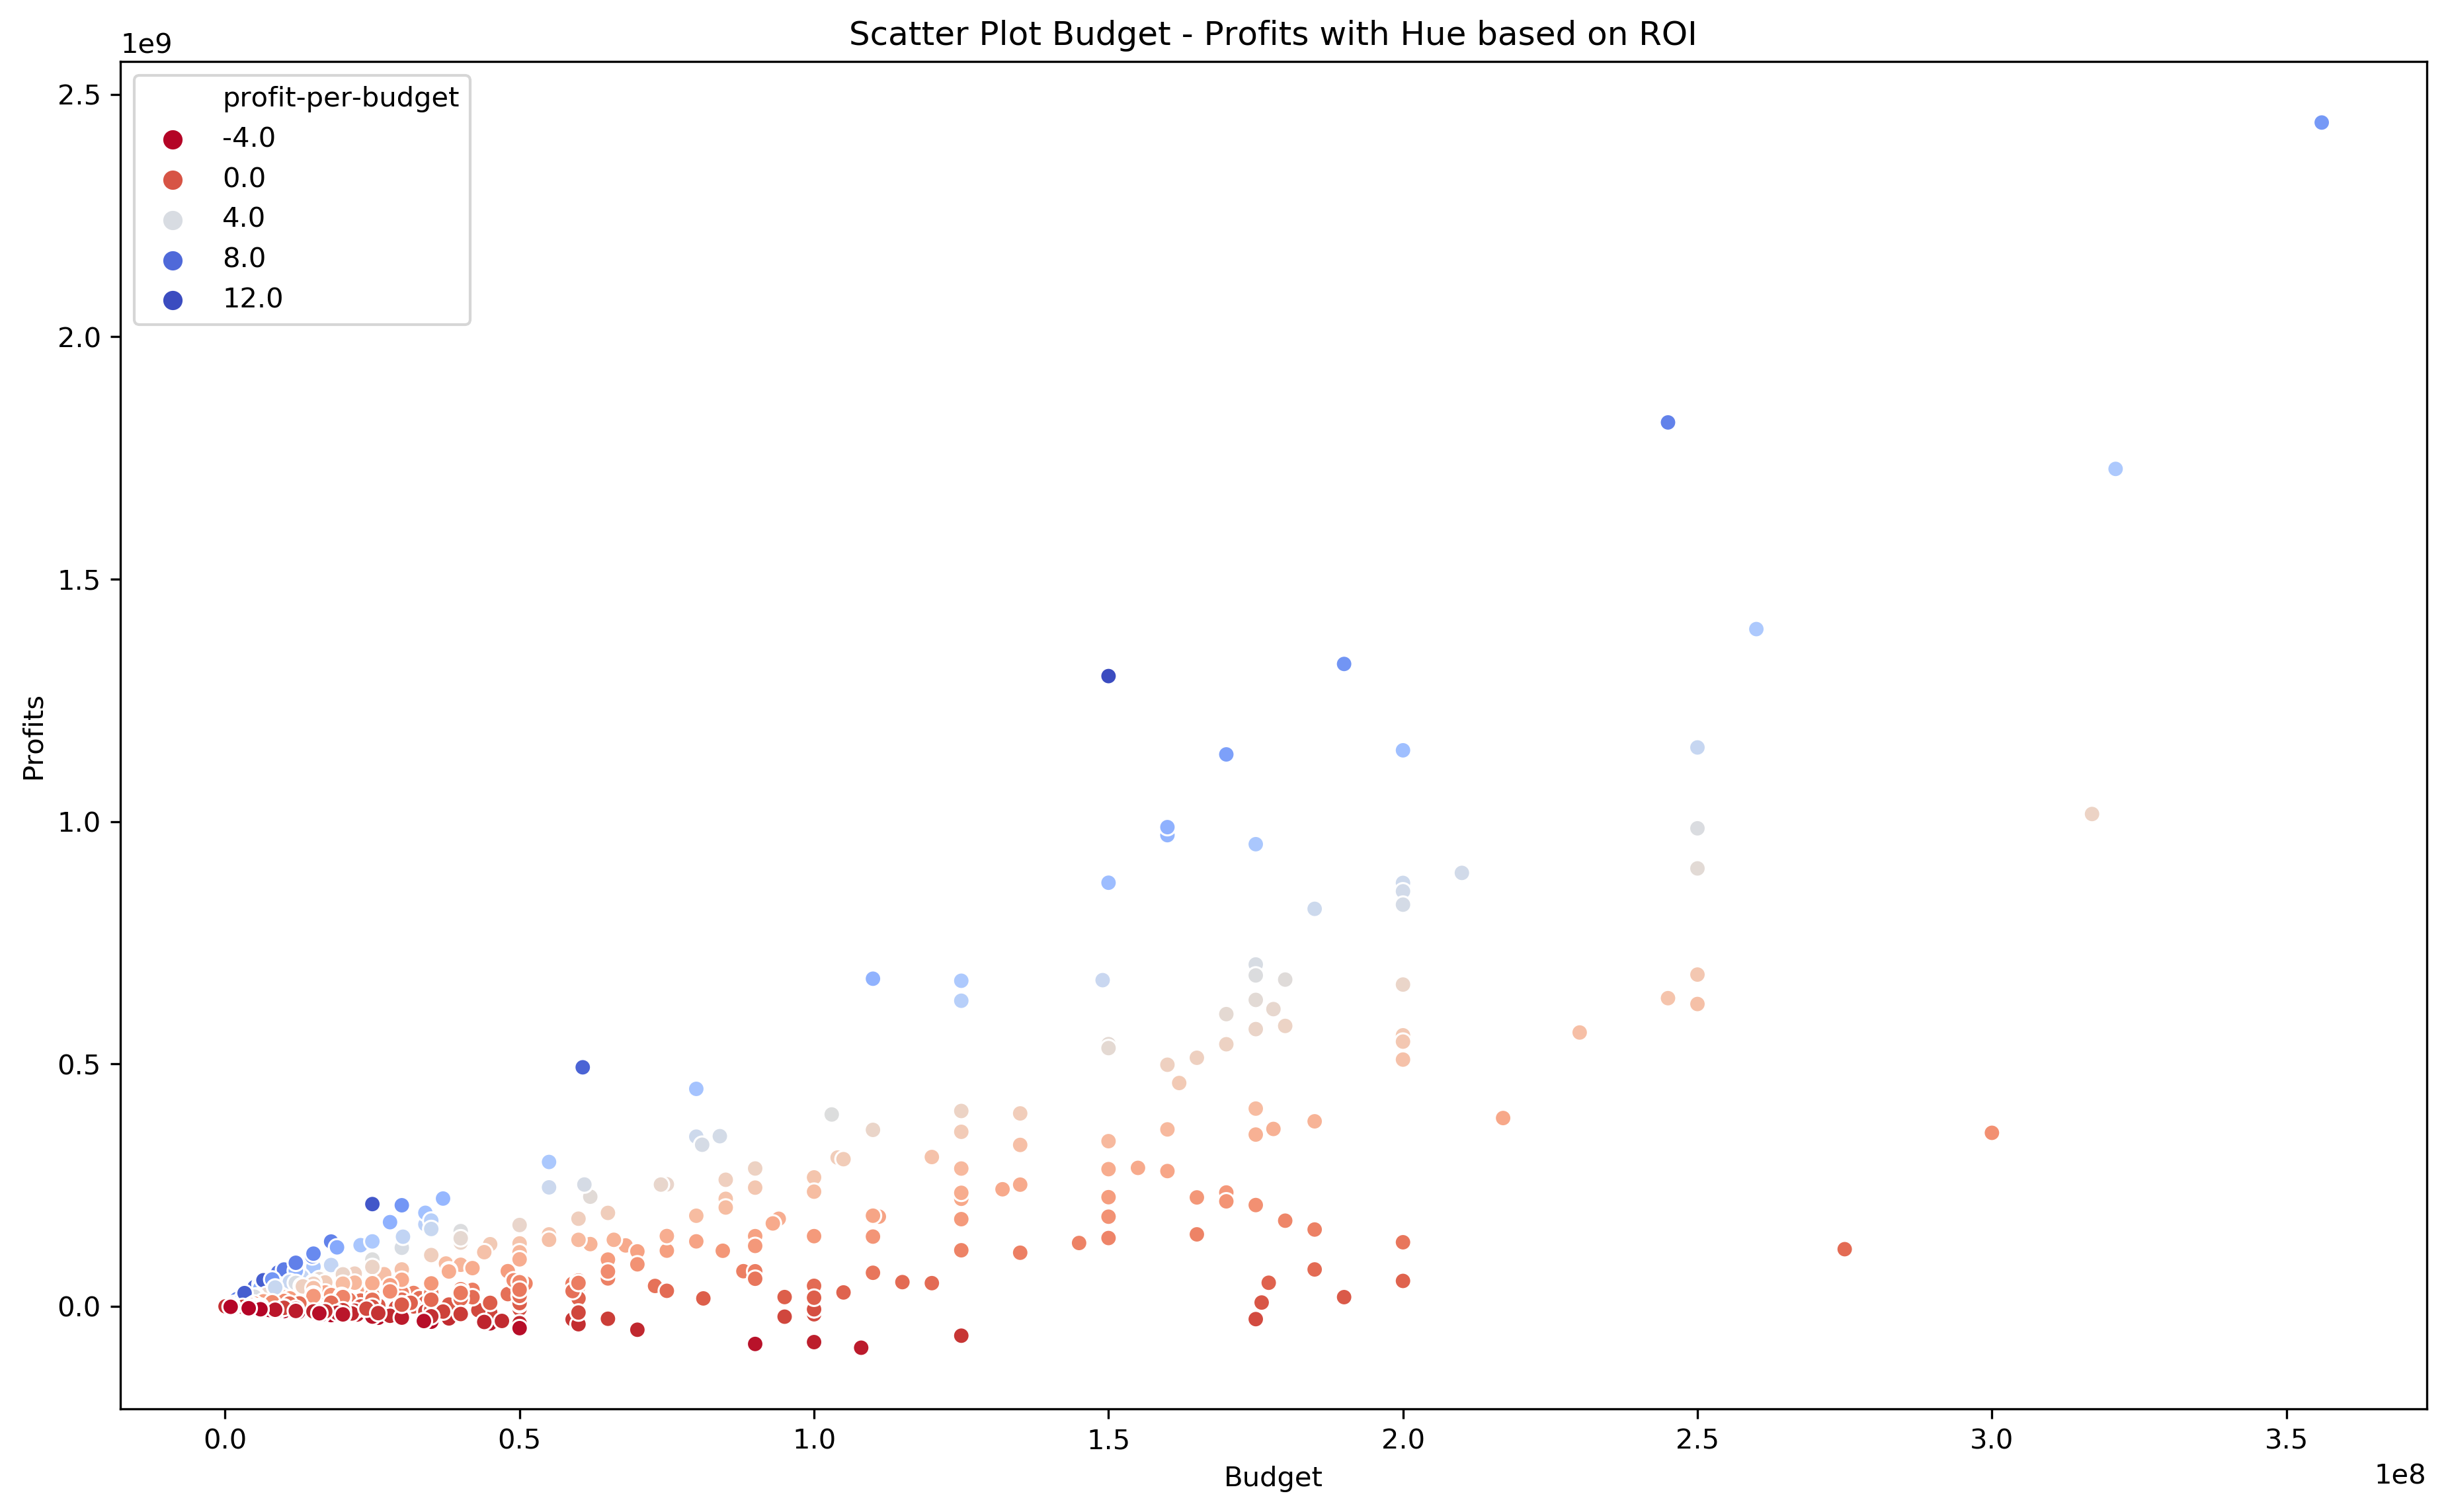 Scatter Plot Budget - Profits with Hue based on ROI
1e9
2.5
2.0
1.5
1.0
0.5
0.0
Profits
profit-per-budget
-4.0
0.0
4.0
8.0
12.0
0.0 0.5 1.0 1.5 2.0 2.5 3.0 3.5
Budget
1e8